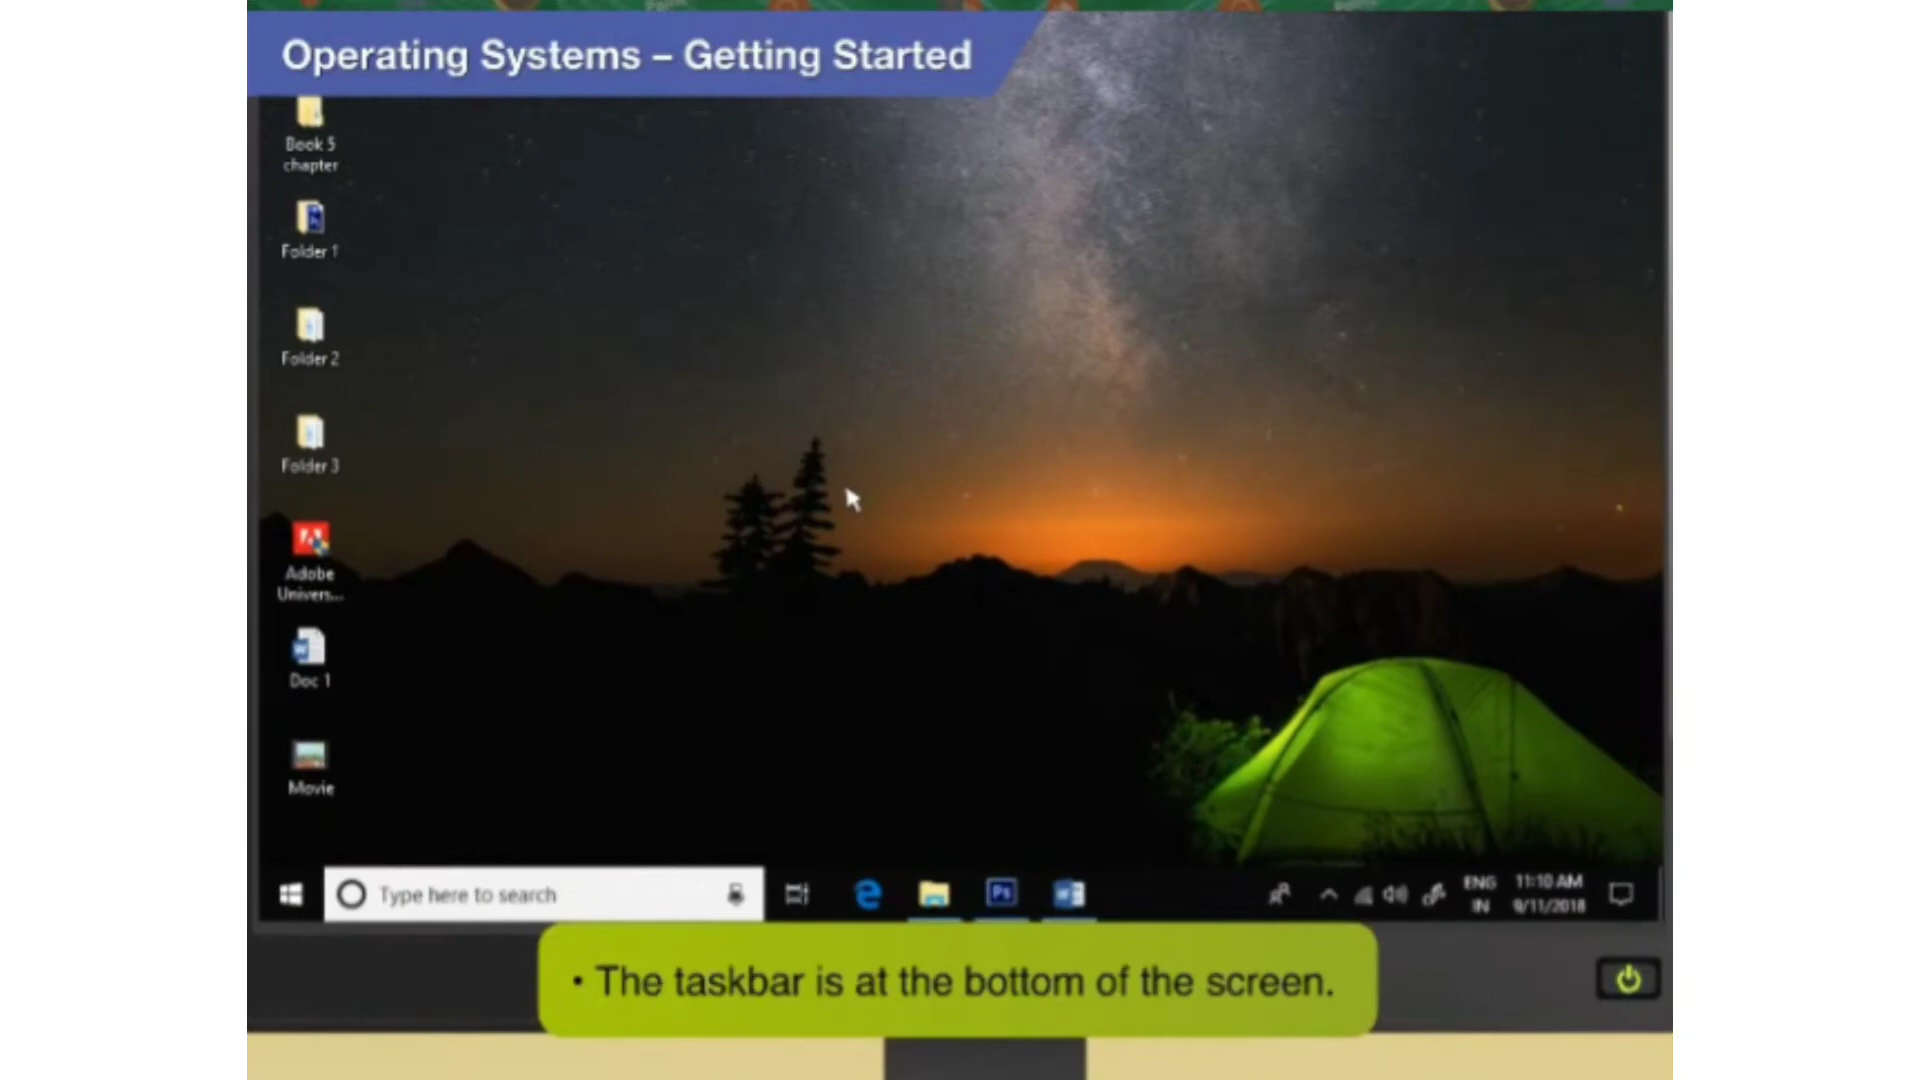 Operating Systems – Getting Started
Book 5
chapter
Folder 1
Folder 2
Folder 3
Adobe
Univers...
Doc 1
Movie
Type here to search
Ps
W
ENG
IN
11:10 AM
9/11/2018
• The taskbar is at the bottom of the screen.